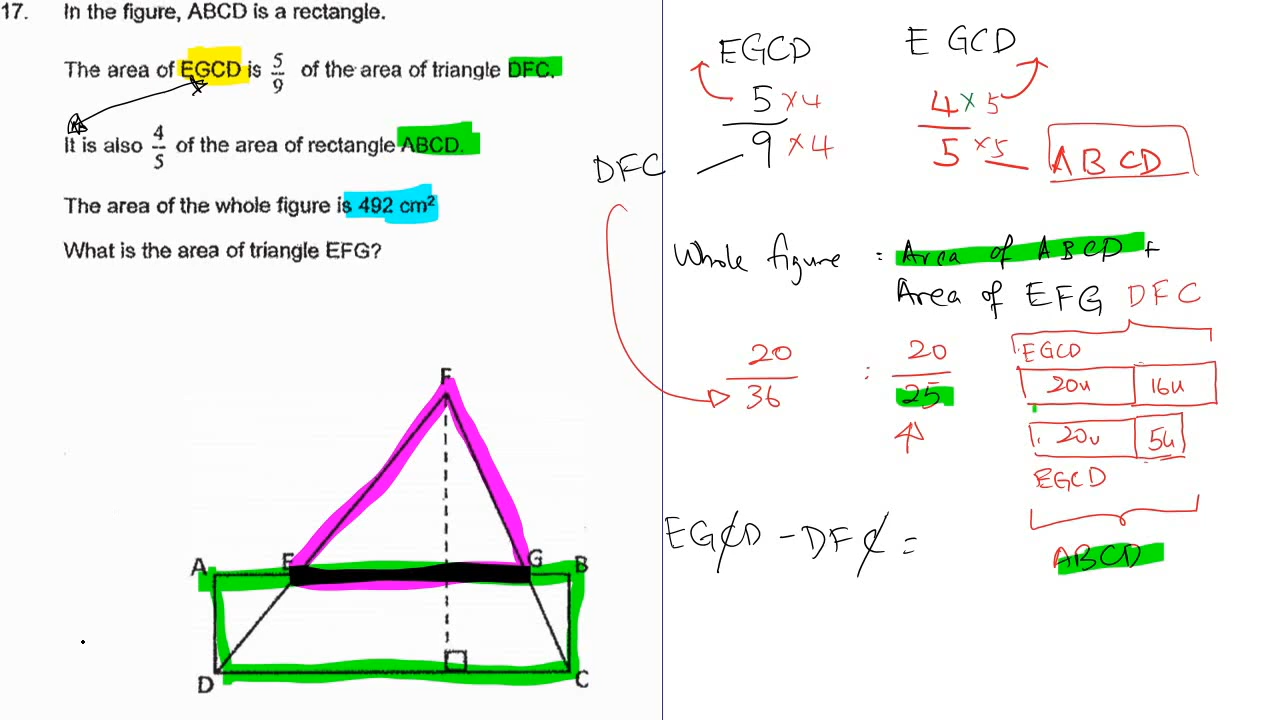 17. In the figure, ABCD is a rectangle.
The area of EGCD is 5/9 of the area of triangle DFC.
It is also 4/5 of the area of rectangle ABCD.
The area of the whole figure is 492 cm²
What is the area of triangle EFG?
F
A E G B
D C
EGCD E GCD
5 ×4 4 × 5
9 ×4 5 ×5 ABCD
DFC
Whole figure = Area of ABCD +
Area of EFG DFC
20 : 20 EGCD
36 25 20u 16u
20u 5u
EGCD
EGCD - DFC =
ABCD